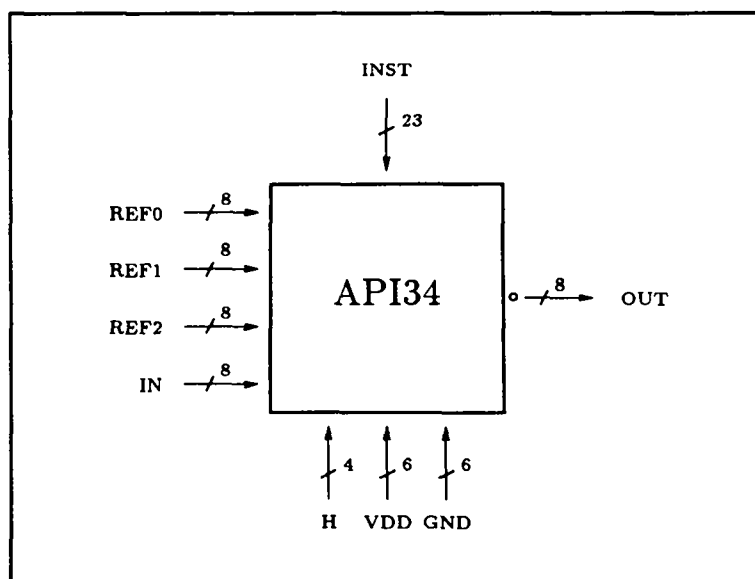 INST
23
REF0 8
REF1 8
API34
8 OUT
REF2 8
IN 8
4 6 6
H VDD GND